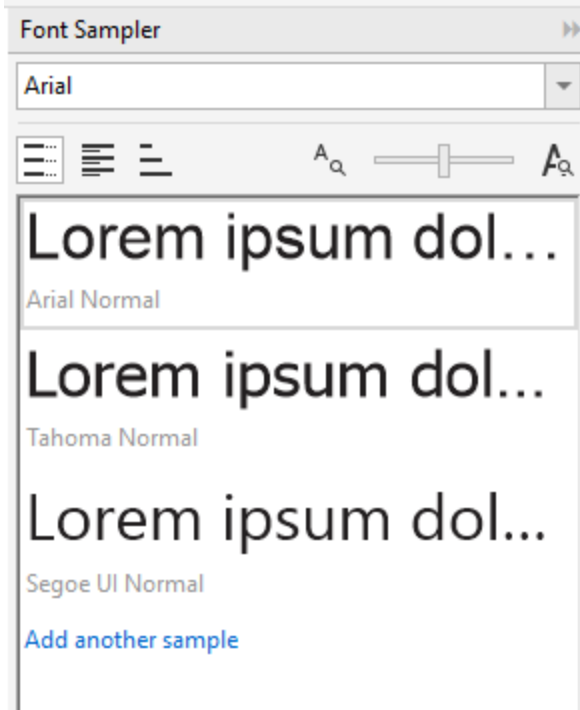 Font Sampler
Arial
Lorem ipsum dol...
Arial Normal
Lorem ipsum dol...
Tahoma Normal
Lorem ipsum dol...
Segoe UI Normal
Add another sample